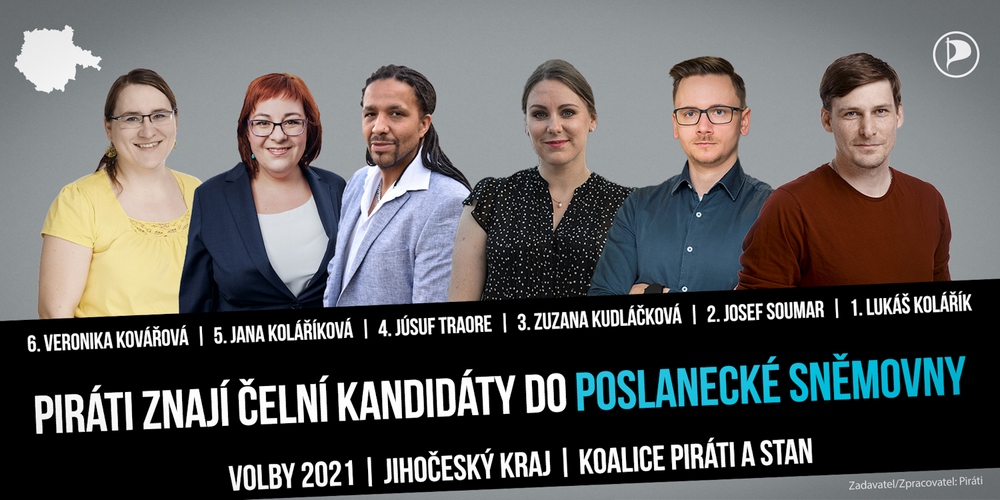 6. VERONIKA KOVÁŘOVÁ | 5. JANA KOLÁŘÍKOVÁ | 4. JÚSUF TRAORE | 3. ZUZANA KUDLÁČKOVÁ | 2. JOSEF SOUMAR | 1. LUKÁŠ KOLÁŘÍK
PIRÁTI ZNAJÍ ČELNÍ KANDIDÁTY DO POSLANECKÉ SNĚMOVNY
VOLBY 2021 | JIHOČESKÝ KRAJ | KOALICE PIRÁTI A STAN
Zadavatel/Zpracovatel: Piráti